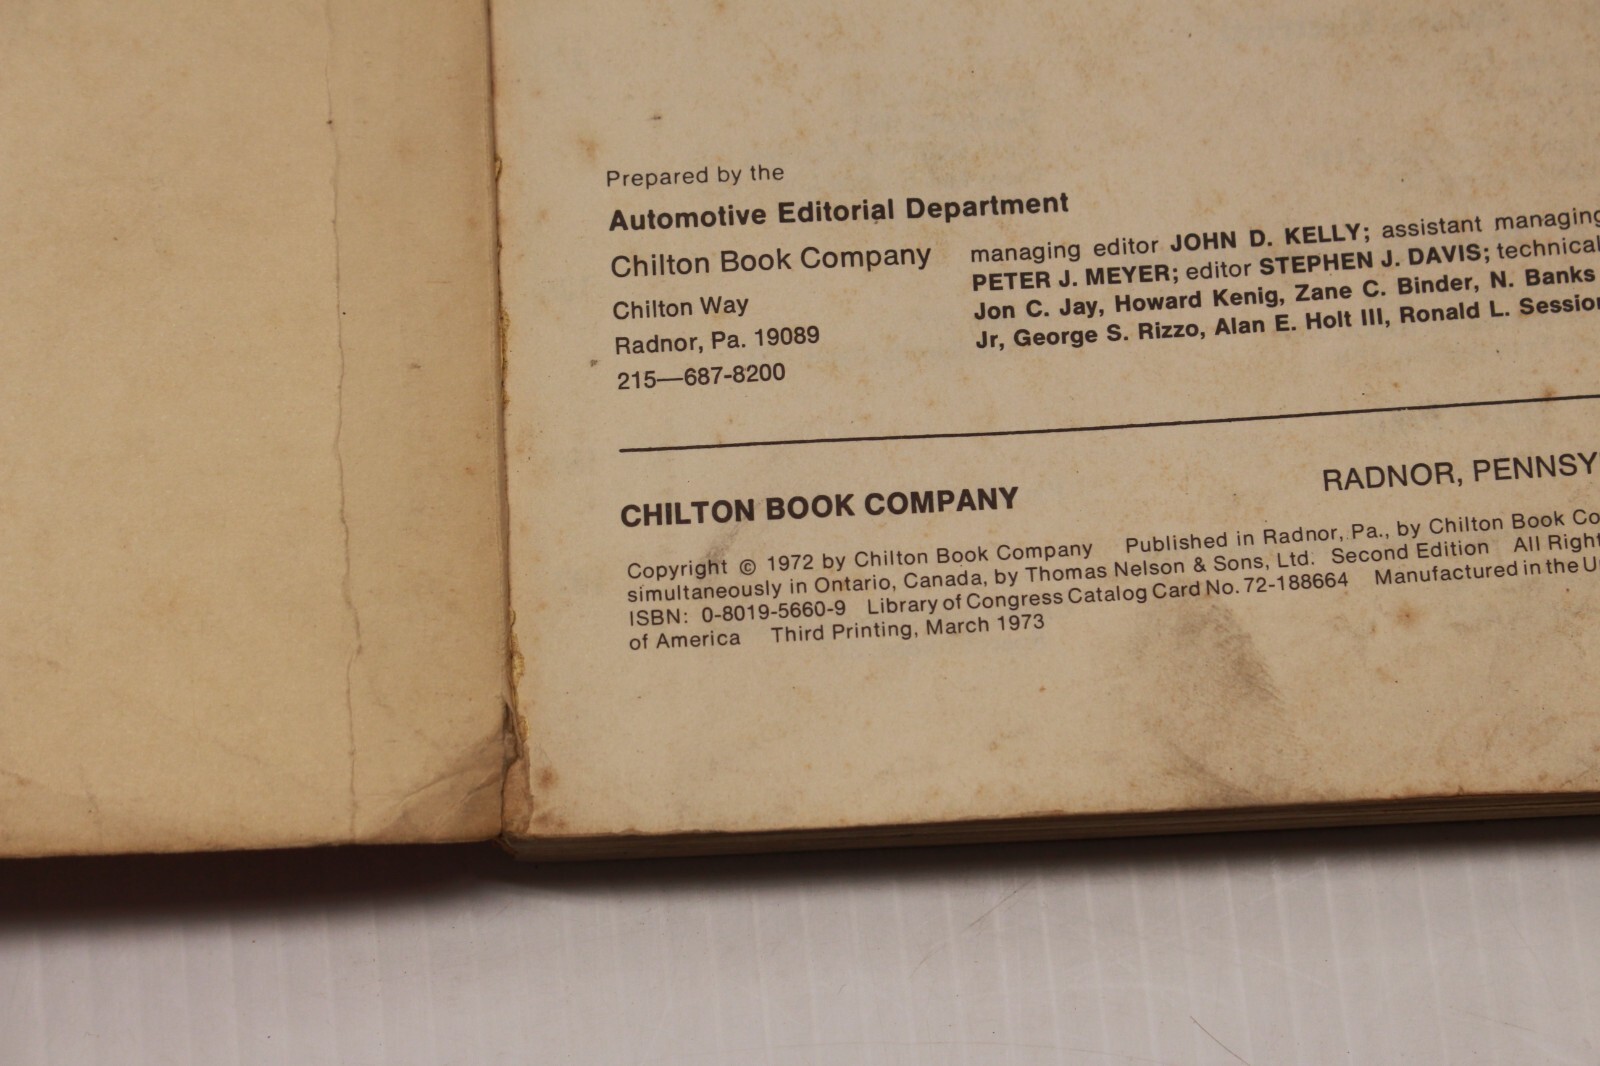 Prepared by the
Automotive Editorial Department
Chilton Book Company
Chilton Way
Radnor, Pa. 19089
215—687-8200
managing editor JOHN D. KELLY; assistant managing
PETER J. MEYER; editor STEPHEN J. DAVIS; technical
Jon C. Jay, Howard Kenig, Zane C. Binder, N. Banks
Jr, George S. Rizzo, Alan E. Holt III, Ronald L. Session
CHILTON BOOK COMPANY
RADNOR, PENNSY
Copyright © 1972 by Chilton Book Company Published in Radnor, Pa., by Chilton Book Co
simultaneously in Ontario, Canada, by Thomas Nelson & Sons, Ltd. Second Edition All Right
ISBN: 0-8019-5660-9 Library of Congress Catalog Card No. 72-188664 Manufactured in the U
of America Third Printing, March 1973